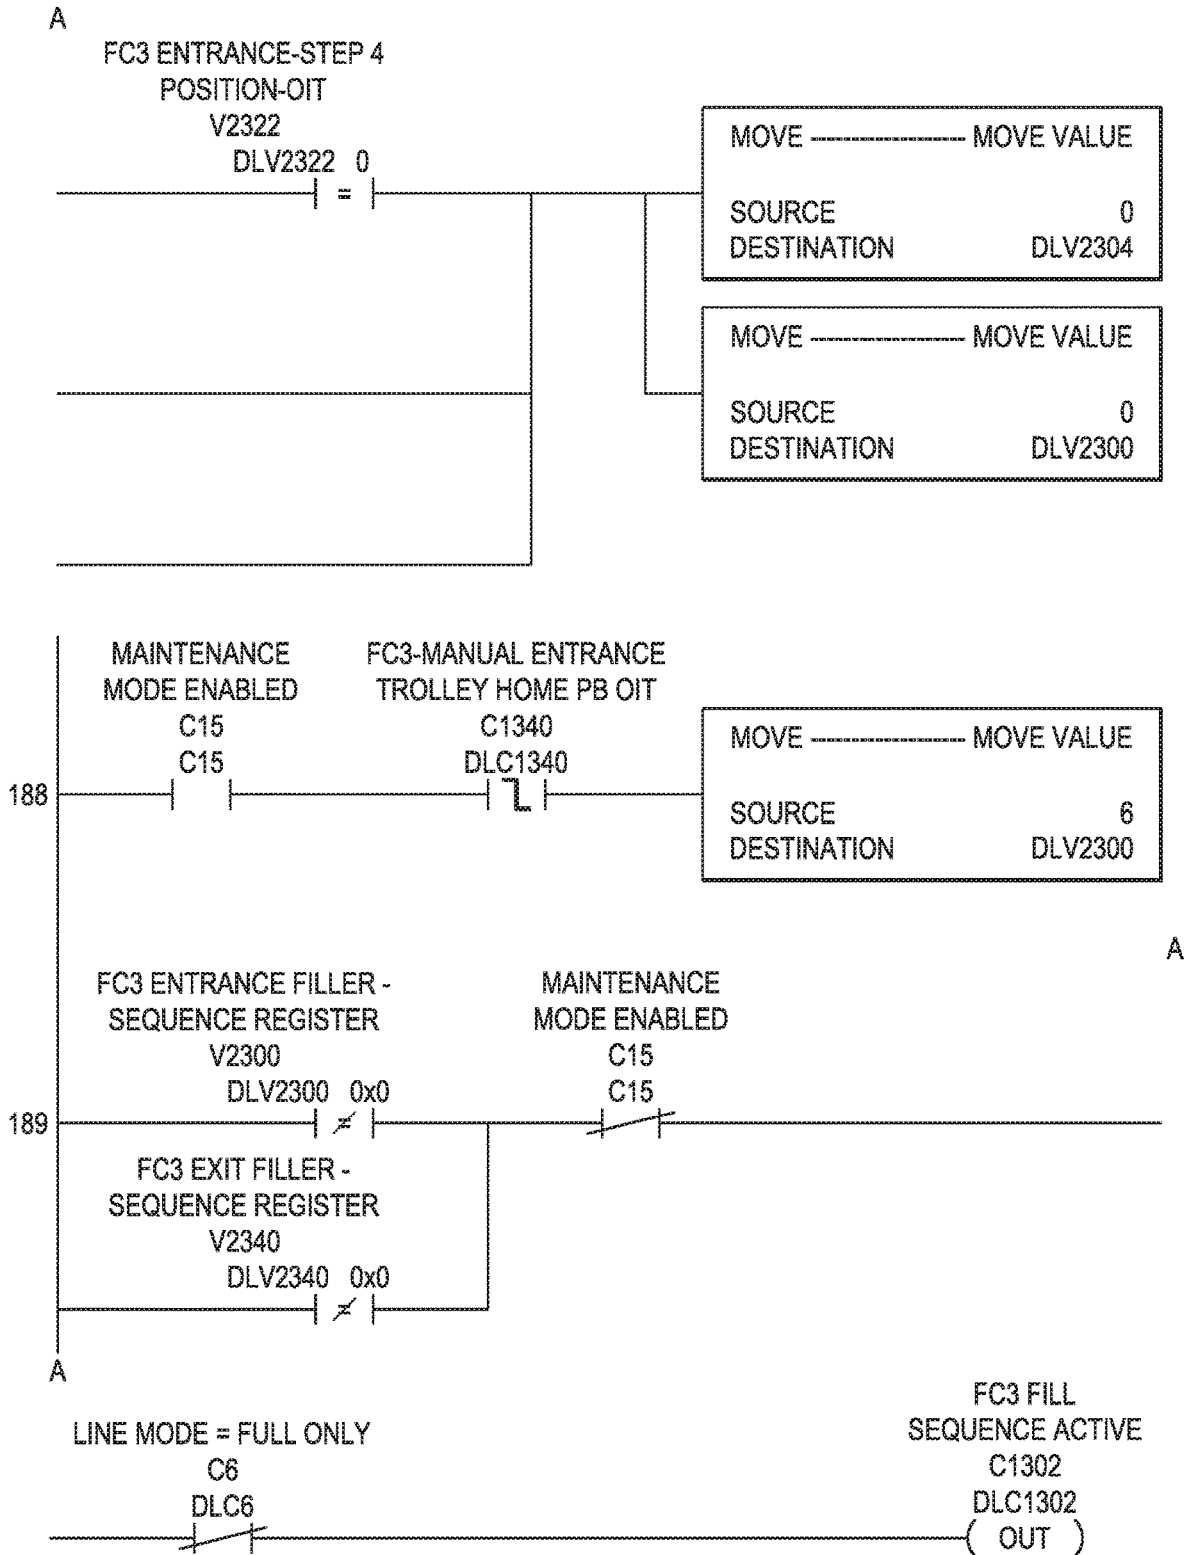 A
FC3 ENTRANCE-STEP 4
POSITION-OIT
V2322
DLV2322 0
=
MOVE ---------------- MOVE VALUE
SOURCE 0
DESTINATION DLV2304
MOVE ---------------- MOVE VALUE
SOURCE 0
DESTINATION DLV2300
MAINTENANCE
MODE ENABLED
C15
C15
FC3-MANUAL ENTRANCE
TROLLEY HOME PB OIT
C1340
DLC1340
188
MOVE ---------------- MOVE VALUE
SOURCE 6
DESTINATION DLV2300
A
FC3 ENTRANCE FILLER -
SEQUENCE REGISTER
V2300
DLV2300 0x0
≠
MAINTENANCE
MODE ENABLED
C15
C15
189
FC3 EXIT FILLER -
SEQUENCE REGISTER
V2340
DLV2340 0x0
≠
A
LINE MODE = FULL ONLY
C6
DLC6
FC3 FILL
SEQUENCE ACTIVE
C1302
DLC1302
( OUT )